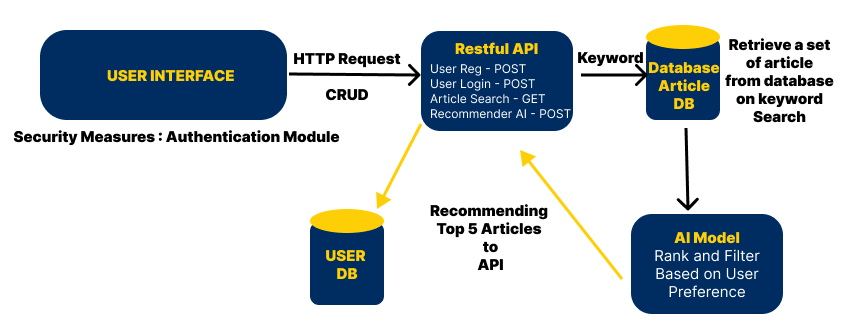 USER INTERFACE
Security Measures : Authentication Module
HTTP Request
CRUD
Restful API
User Reg - POST
User Login - POST
Article Search - GET
Recommender AI - POST
Keyword
Database
Article
DB
Retrieve a set
of article
from database
on keyword
Search
USER
DB
Recommending
Top 5 Articles
to
API
AI Model
Rank and Filter
Based on User
Preference